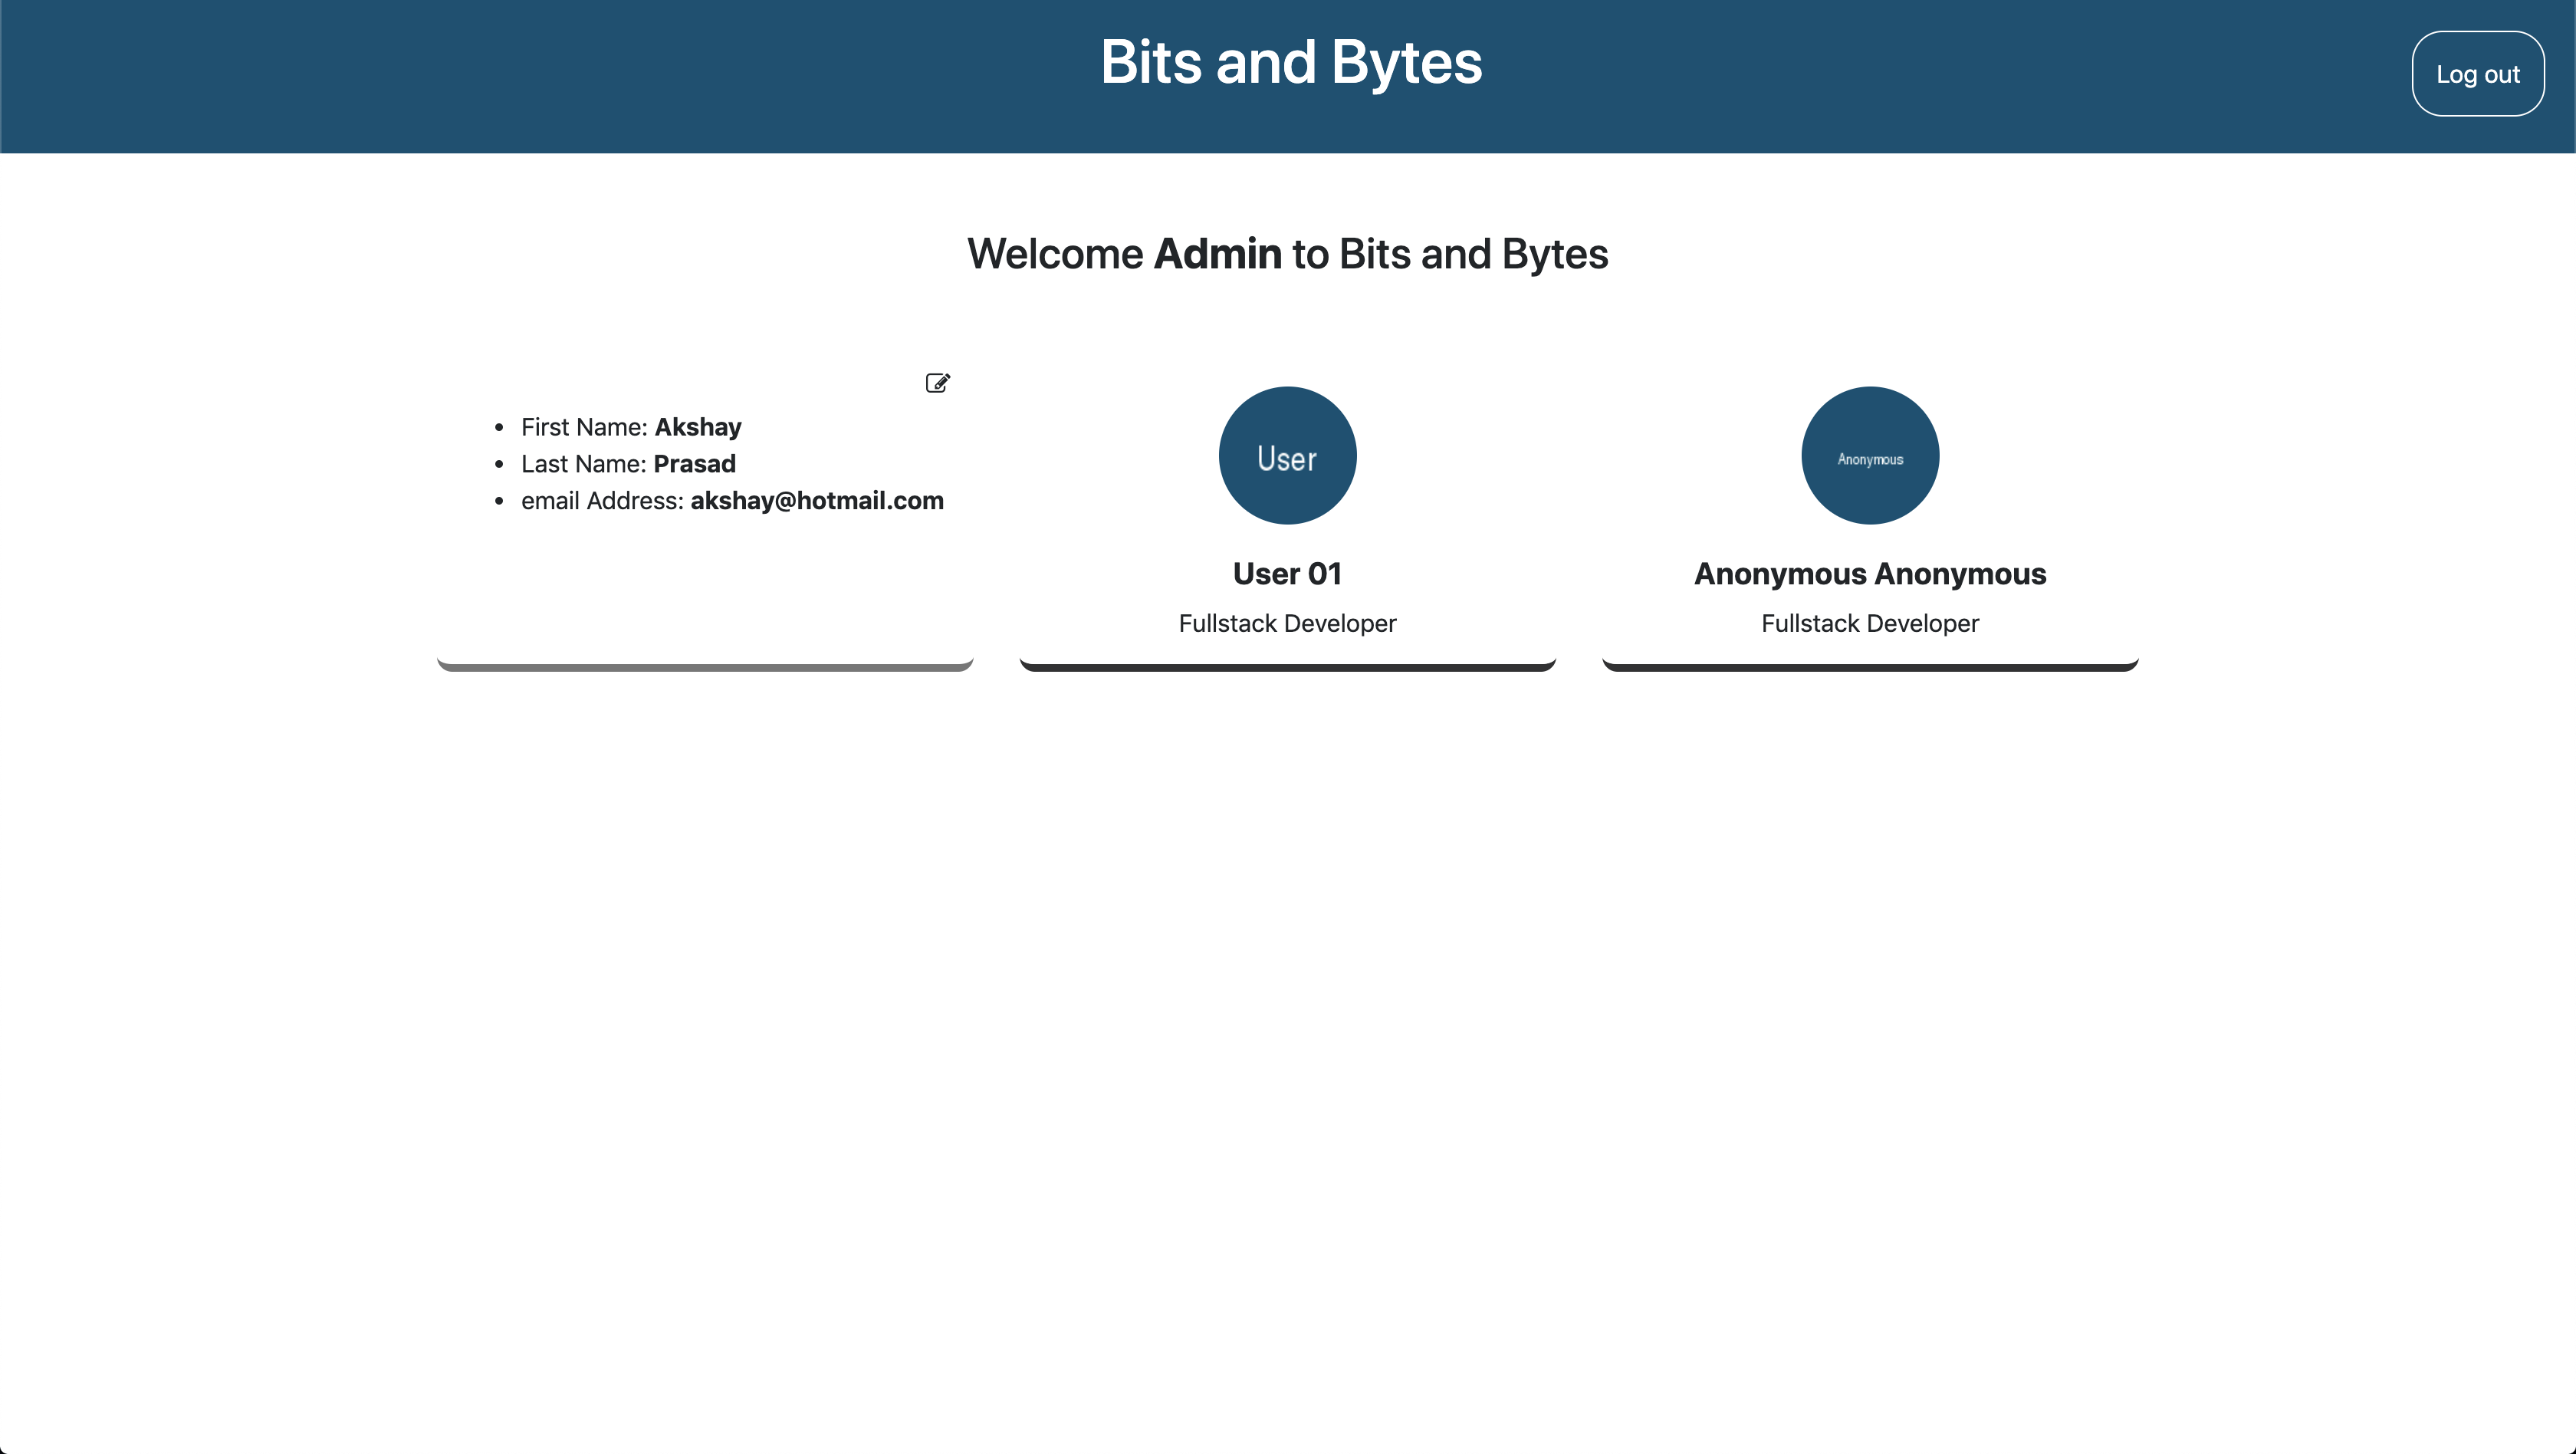 Bits and Bytes
Log out
Welcome Admin to Bits and Bytes
First Name: Akshay
Last Name: Prasad
email Address: akshay@hotmail.com
User
User 01
Fullstack Developer
Anonymous
Anonymous Anonymous
Fullstack Developer